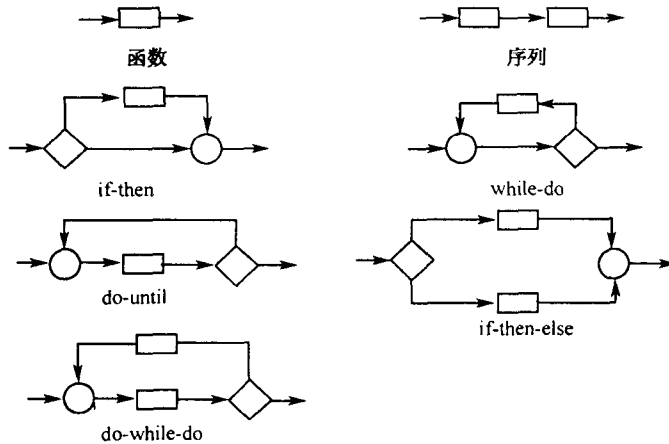 函数
序列
if-then
while-do
do-until
if-then-else
do-while-do